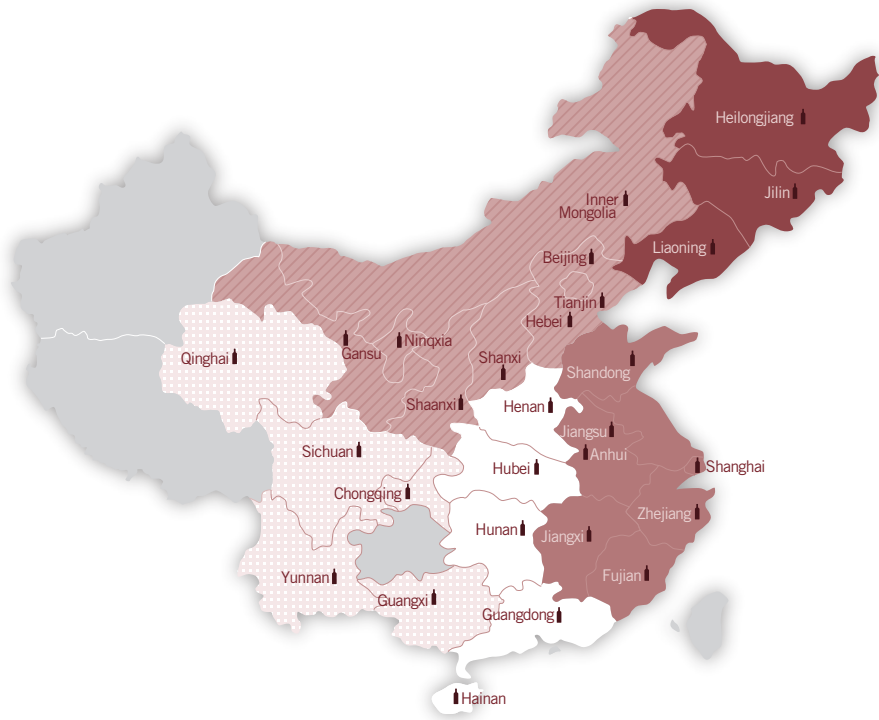 Heilongjiang
Jilin
Inner
Mongolia
Liaoning
Beijing
Tianjin
Hebei
Ninqxia
Gansu
Qinghai
Shanxi
Shandong
Shaanxi
Henan
Jiangsu
Sichuan
Anhui
Hubei
Shanghai
Chongqing
Zhejiang
Hunan
Jiangxi
Yunnan
Fujian
Guangxi
Guangdong
Hainan